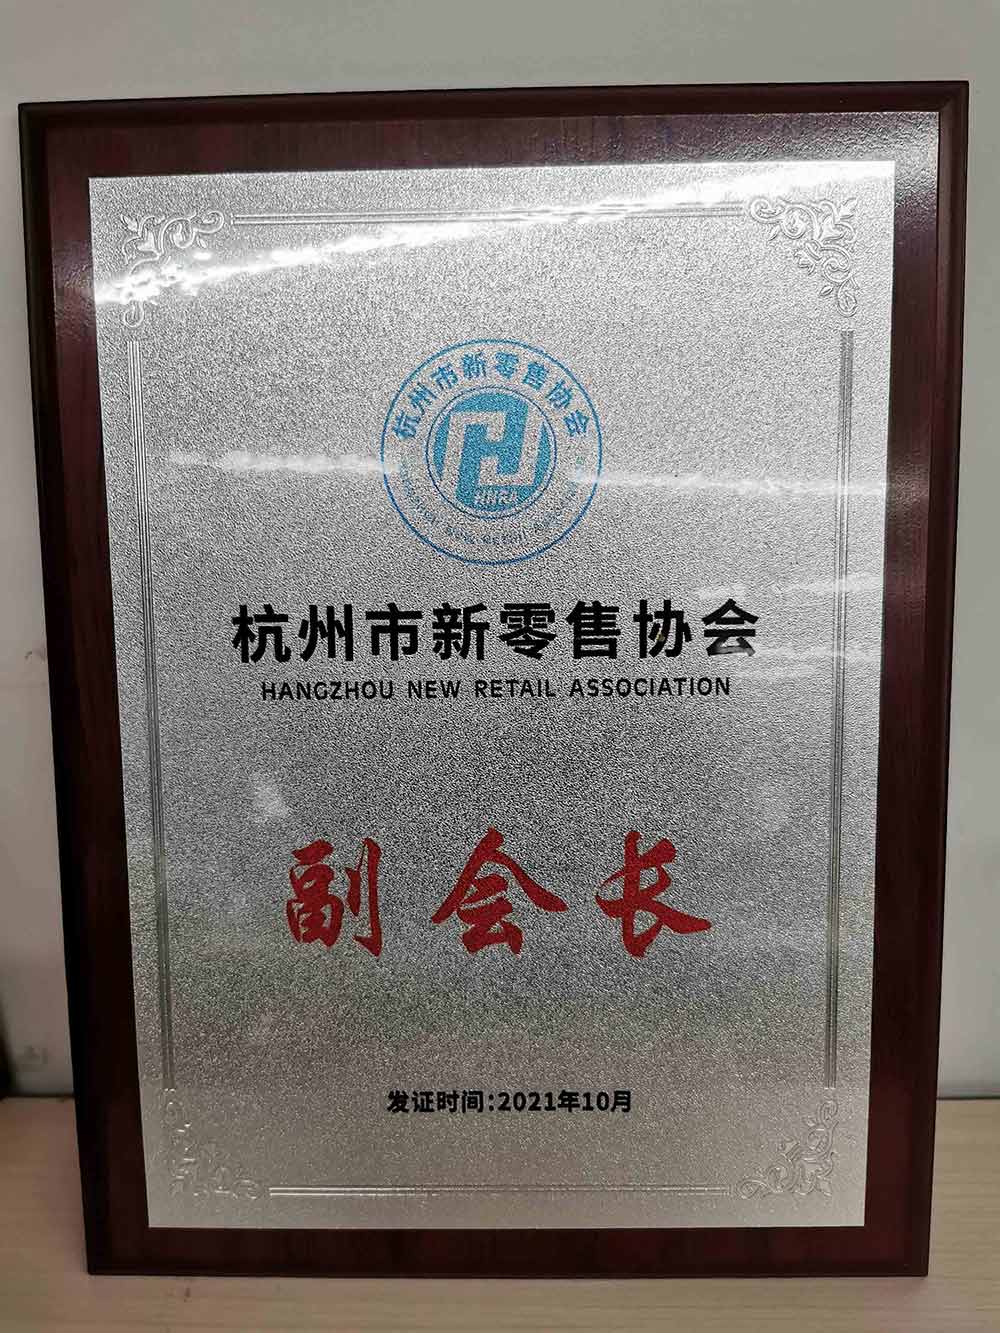 杭州市新零售协会
HNRA
杭州市新零售协会
HANGZHOU NEW RETAIL ASSOCIATION
副会长
发证时间:2021年10月